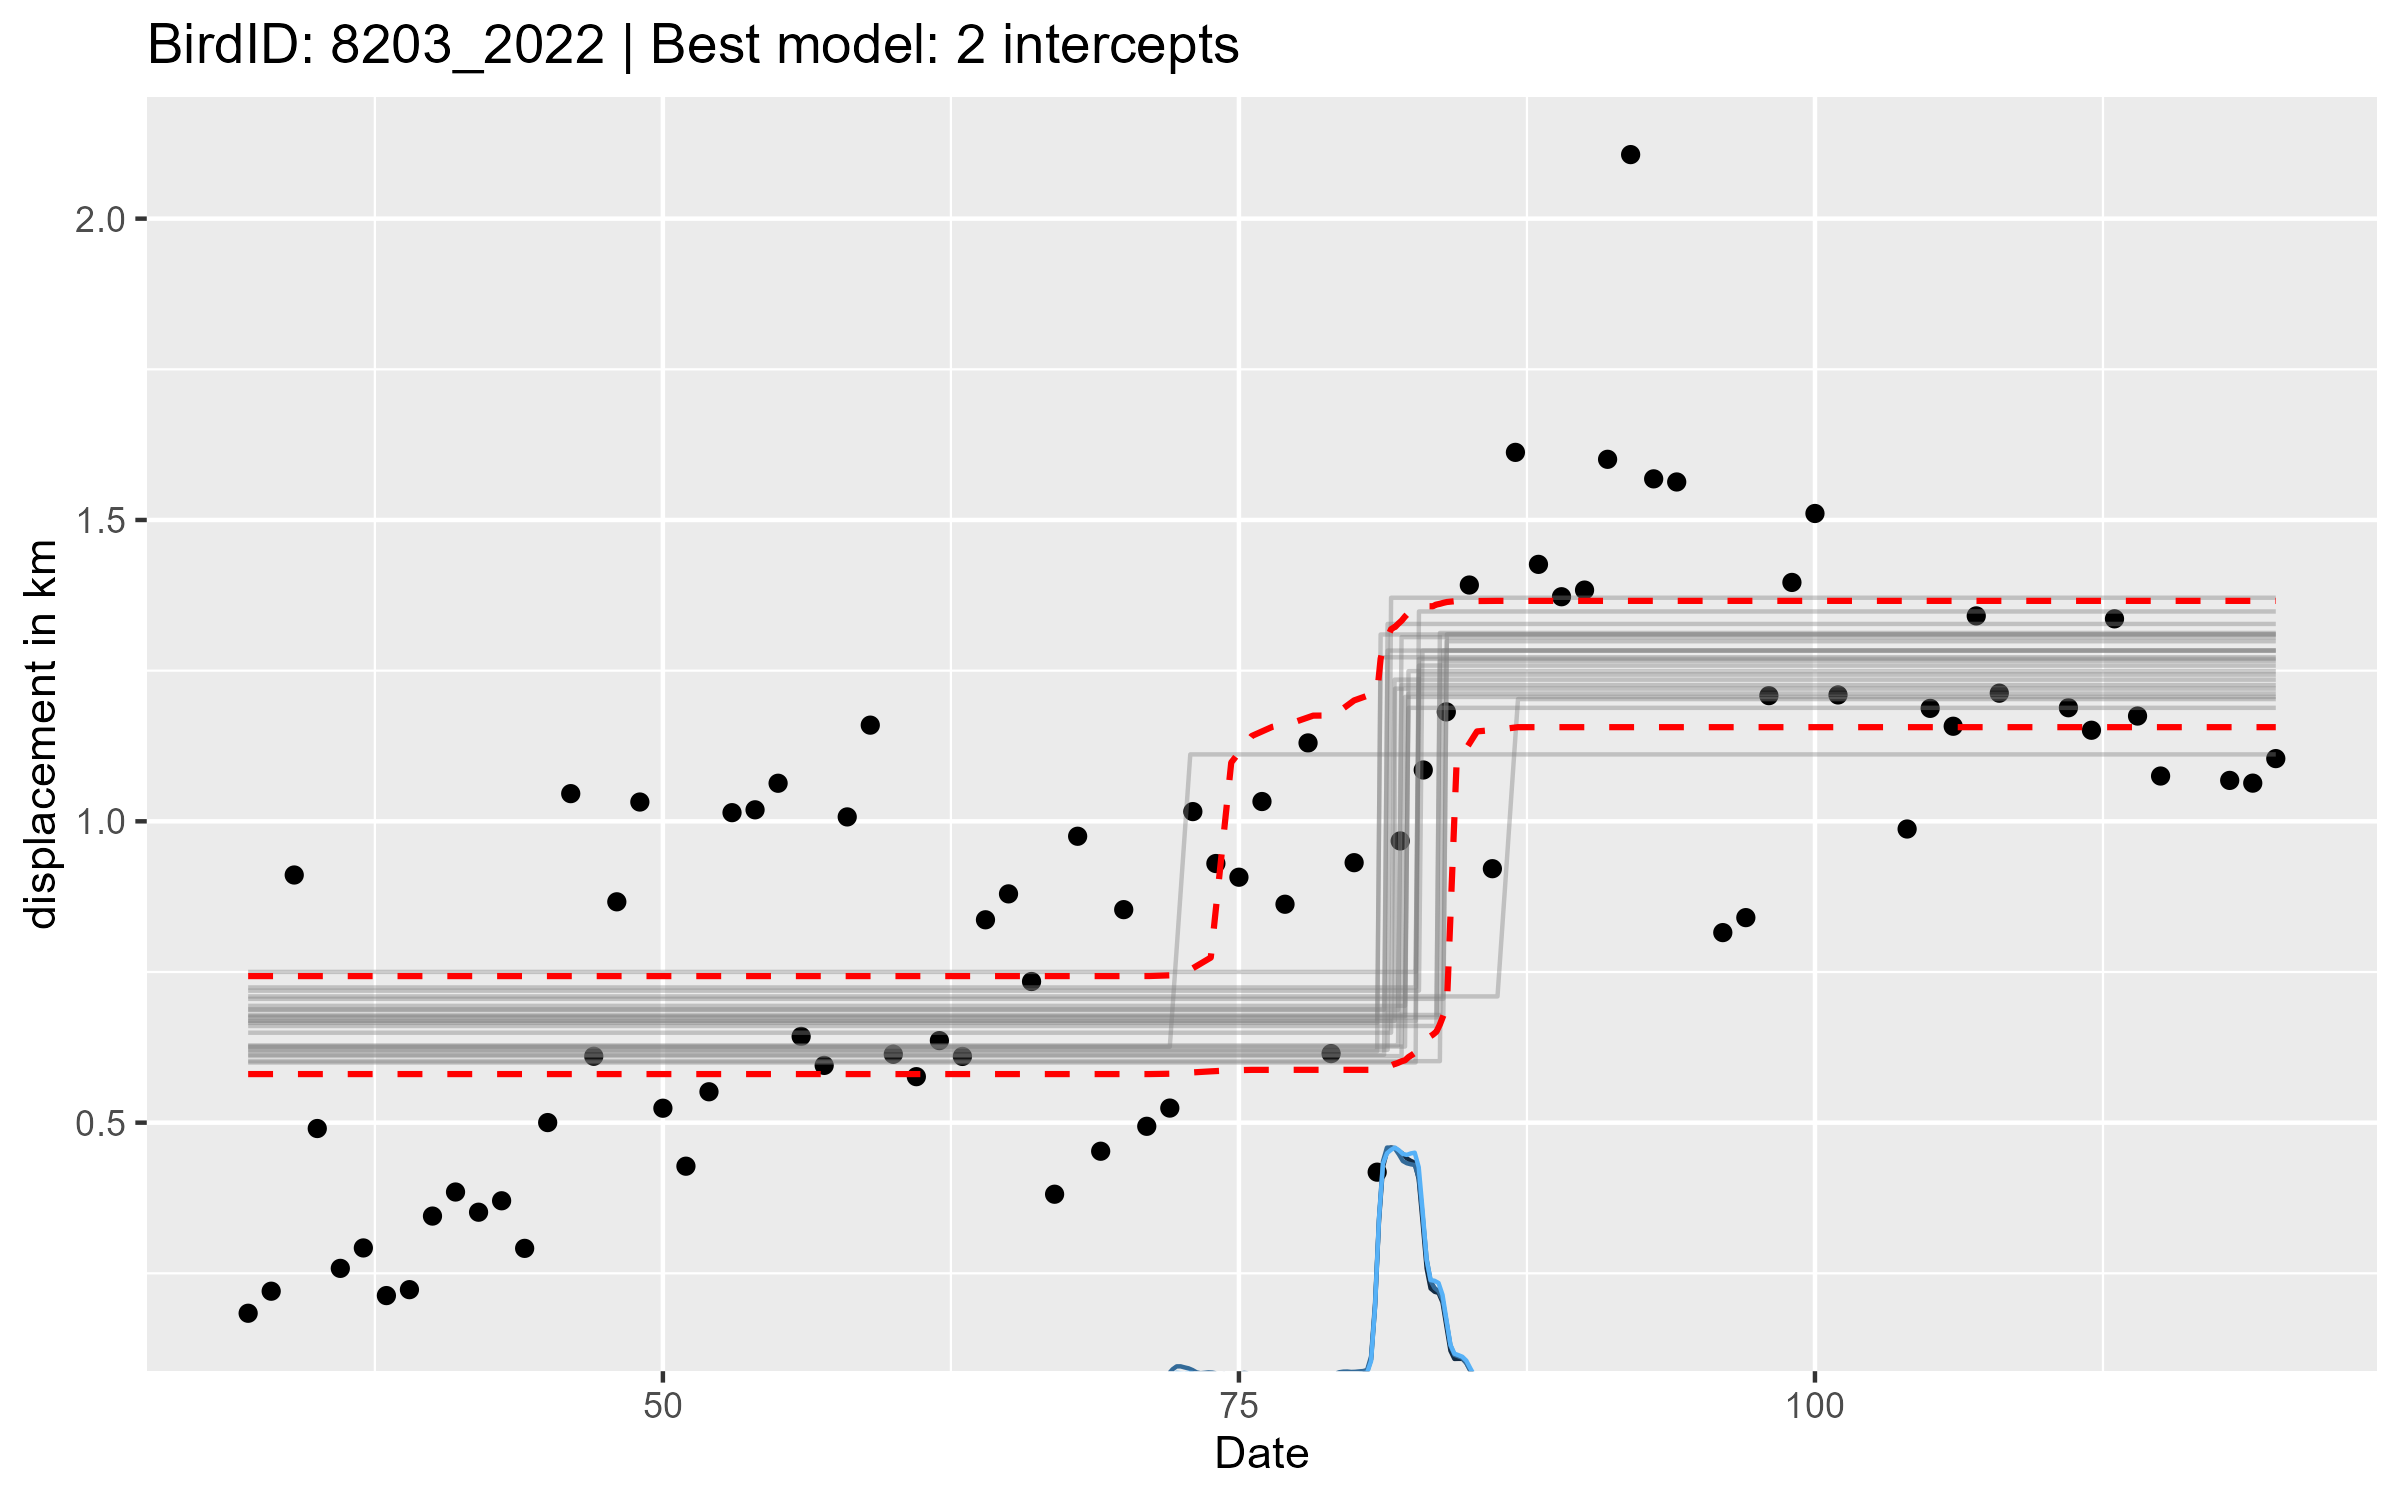 BirdID: 8203_2022 | Best model: 2 intercepts
displacement in km
2.0
1.5
1.0
0.5
50
75
100
Date